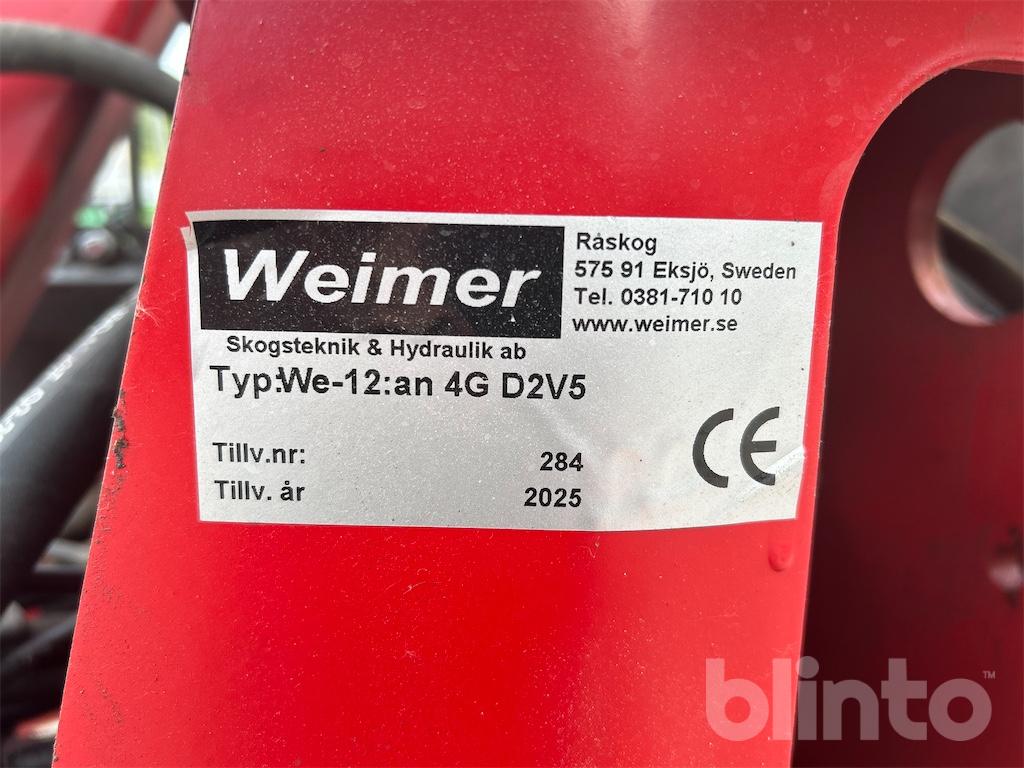 Weimer
Råskog
575 91 Eksjö, Sweden
Tel. 0381-710 10
www.weimer.se
Skogsteknik & Hydraulik ab
Typ:We-12:an 4G D2V5
Tillv.nr: 284
Tillv. år 2025
CE
blinto™